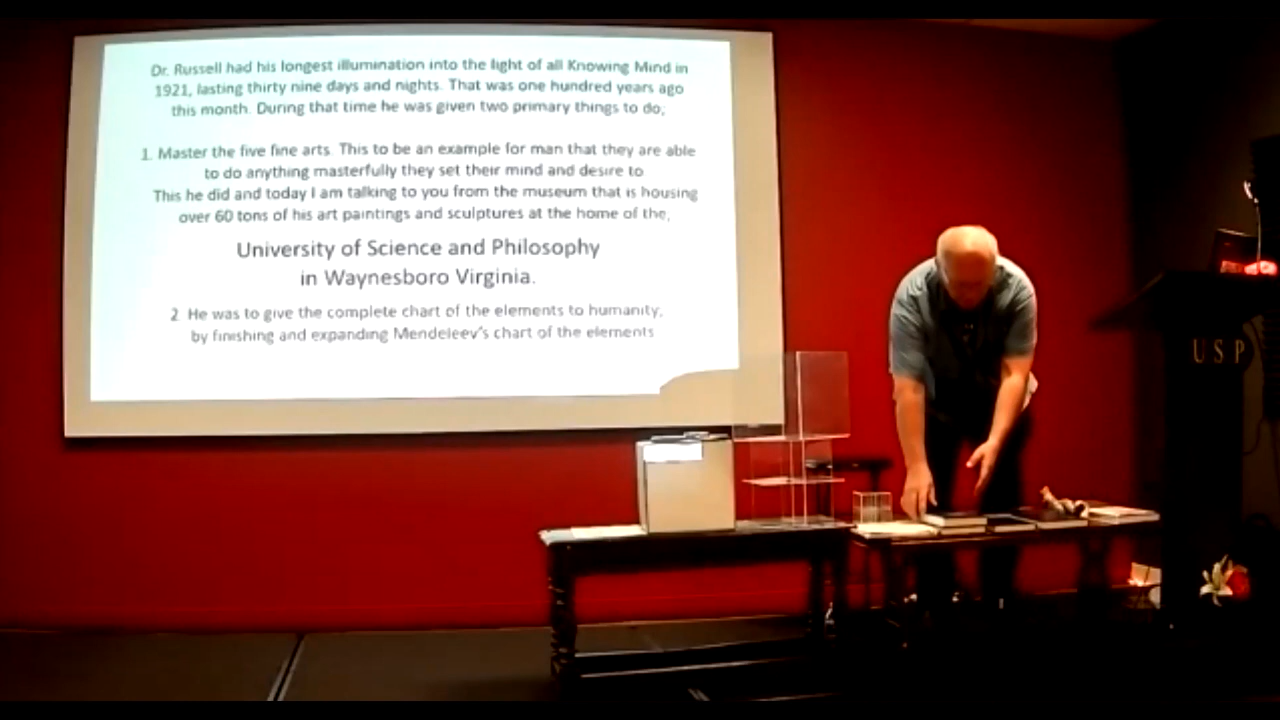 Dr. Russell had his longest illumination into the light of all Knowing Mind in
1921, lasting thirty nine days and nights. That was one hundred years ago
this month. During that time he was given two primary things to do;
1. Master the five fine arts. This to be an example for man that they are able
to do anything masterfully they set their mind and desire to
This he did and today I am talking to you from the museum that is housing
over 60 tons of his art paintings and sculptures at the home of the,
University of Science and Philosophy
in Waynesboro Virginia.
2 He was to give the complete chart of the elements to humanity,
by finishing and expanding Mendeleev's chart of the elements
USP